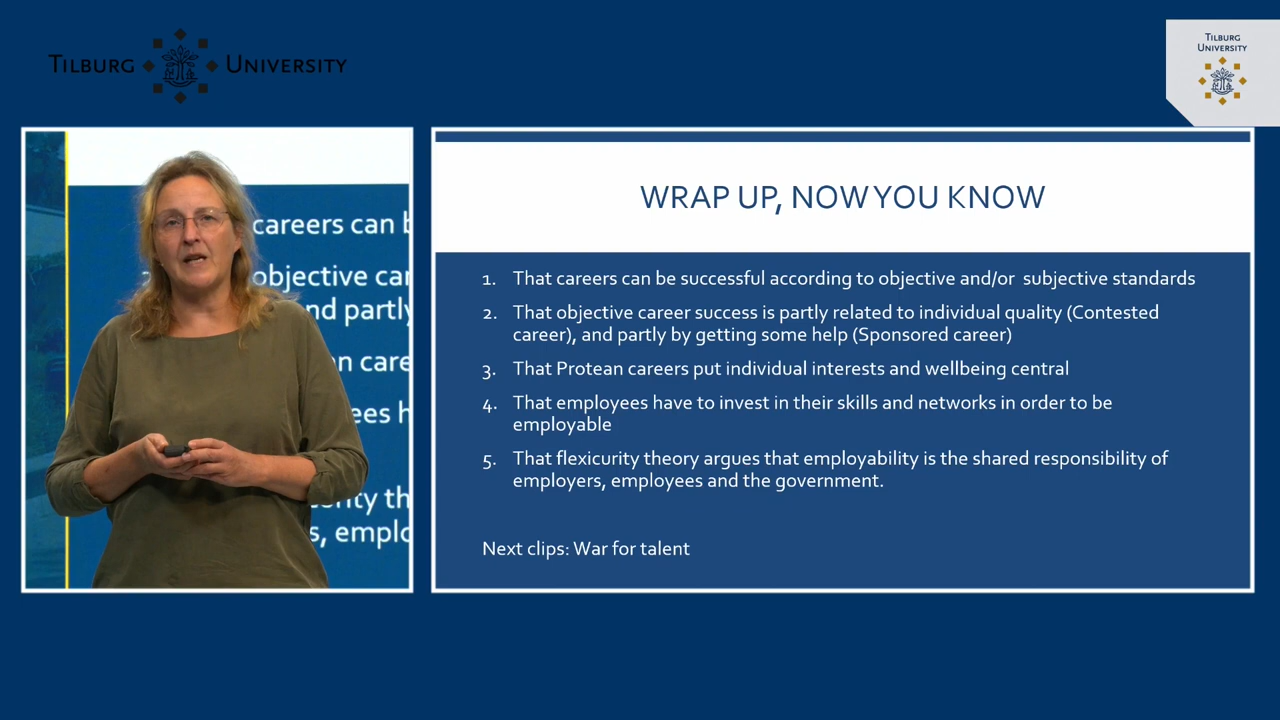 TILBURG UNIVERSITY
TILBURG
UNIVERSITY
careers can b
objective car
nd partly
n care
ees h
urity th
s, emplo
WRAP UP, NOW YOU KNOW
1. That careers can be successful according to objective and/or subjective standards
2. That objective career success is partly related to individual quality (Contested
career), and partly by getting some help (Sponsored career)
3. That Protean careers put individual interests and wellbeing central
4. That employees have to invest in their skills and networks in order to be
employable
5. That flexicurity theory argues that employability is the shared responsibility of
employers, employees and the government.
Next clips: War for talent